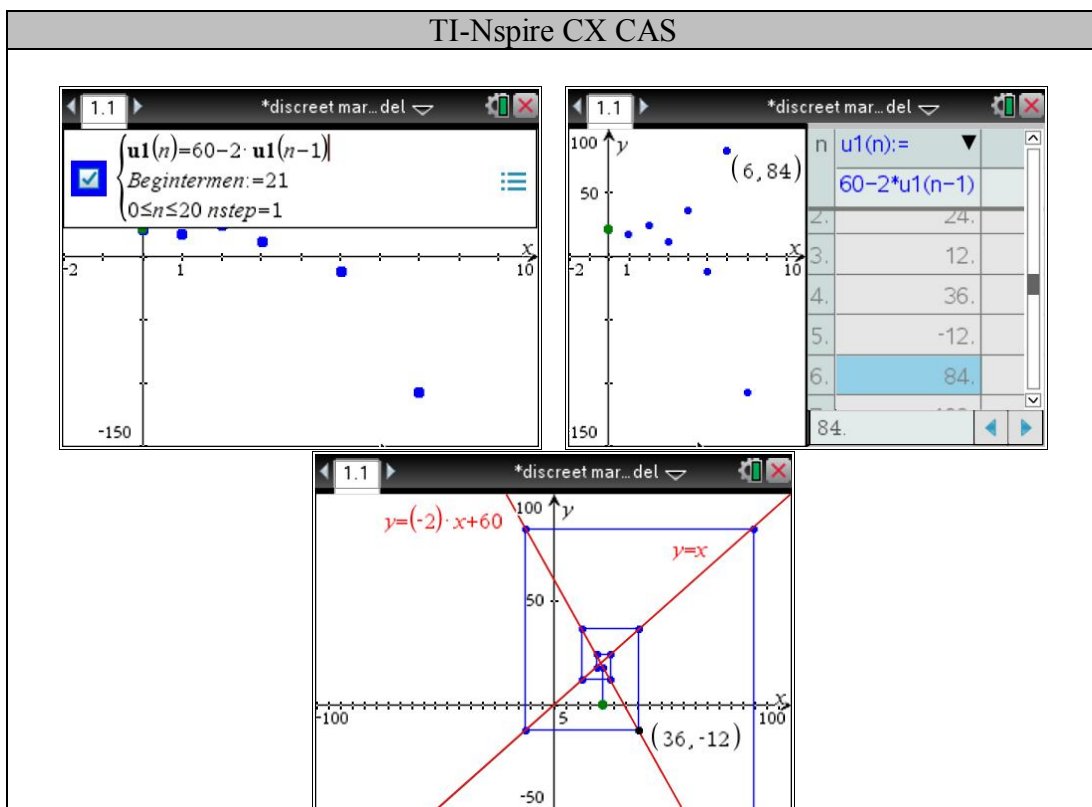 TI-Nspire CX CAS
1.1
*discreet mar...del
u1(n)=60-2· u1(n-1)
Begintermen:=21
0≤n≤20 nstep=1
x
-2
1
10
-150
1.1
*discreet mar...del
100
y
(6,84)
50
x
-2
1
10
150
n
u1(n):=
60-2*u1(n-1)
2.
24.
3.
12.
4.
36.
5.
-12.
6.
84.
84.
1.1
*discreet mar...del
y=(-2)· x+60
100
y
y=x
50
x
-100
5
100
(36,-12)
-50